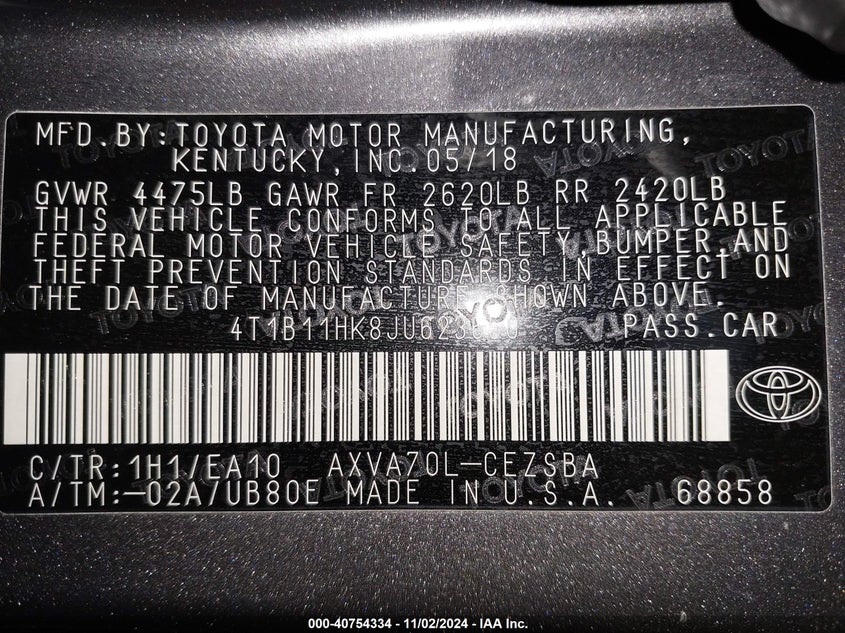 MFD.BY:TOYOTA MOTOR MANUFACTURING,
KENTUCKY,INC.05/18
GVWR 4475LB GAWR FR 2620LB RR 2420LB
THIS VEHICLE CONFORMS TO ALL APPLICABLE
FEDERAL MOTOR VEHICLE SAFETY,BUMPER,AND
THEFT PREVENTION STANDARDS IN EFFECT ON
THE DATE OF MANUFACTURE SHOWN ABOVE.
PASS.CAR
C/TR:1H1/EA10 AXVA70L-CEZSBA
A/TM:-02A/UB80E MADE IN U.S.A. 68858
000-40754334 - 11/02/2024 - IAA Inc.